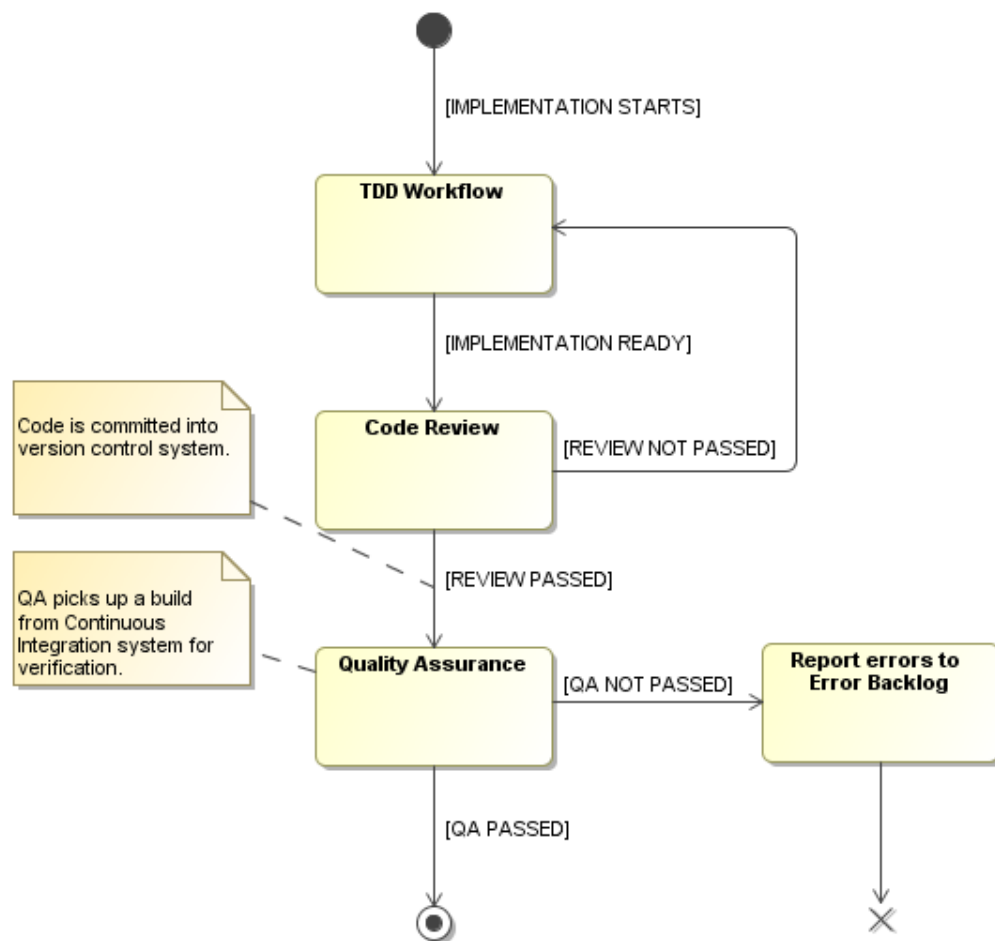 [IMPLEMENTATION STARTS]
TDD Workflow
[IMPLEMENTATION READY]
Code is committed into
version control system.
Code Review
[REVIEW NOT PASSED]
[REVIEW PASSED]
QA picks up a build
from Continuous
Integration system for
verification.
Quality Assurance
[QA NOT PASSED]
Report errors to
Error Backlog
[QA PASSED]